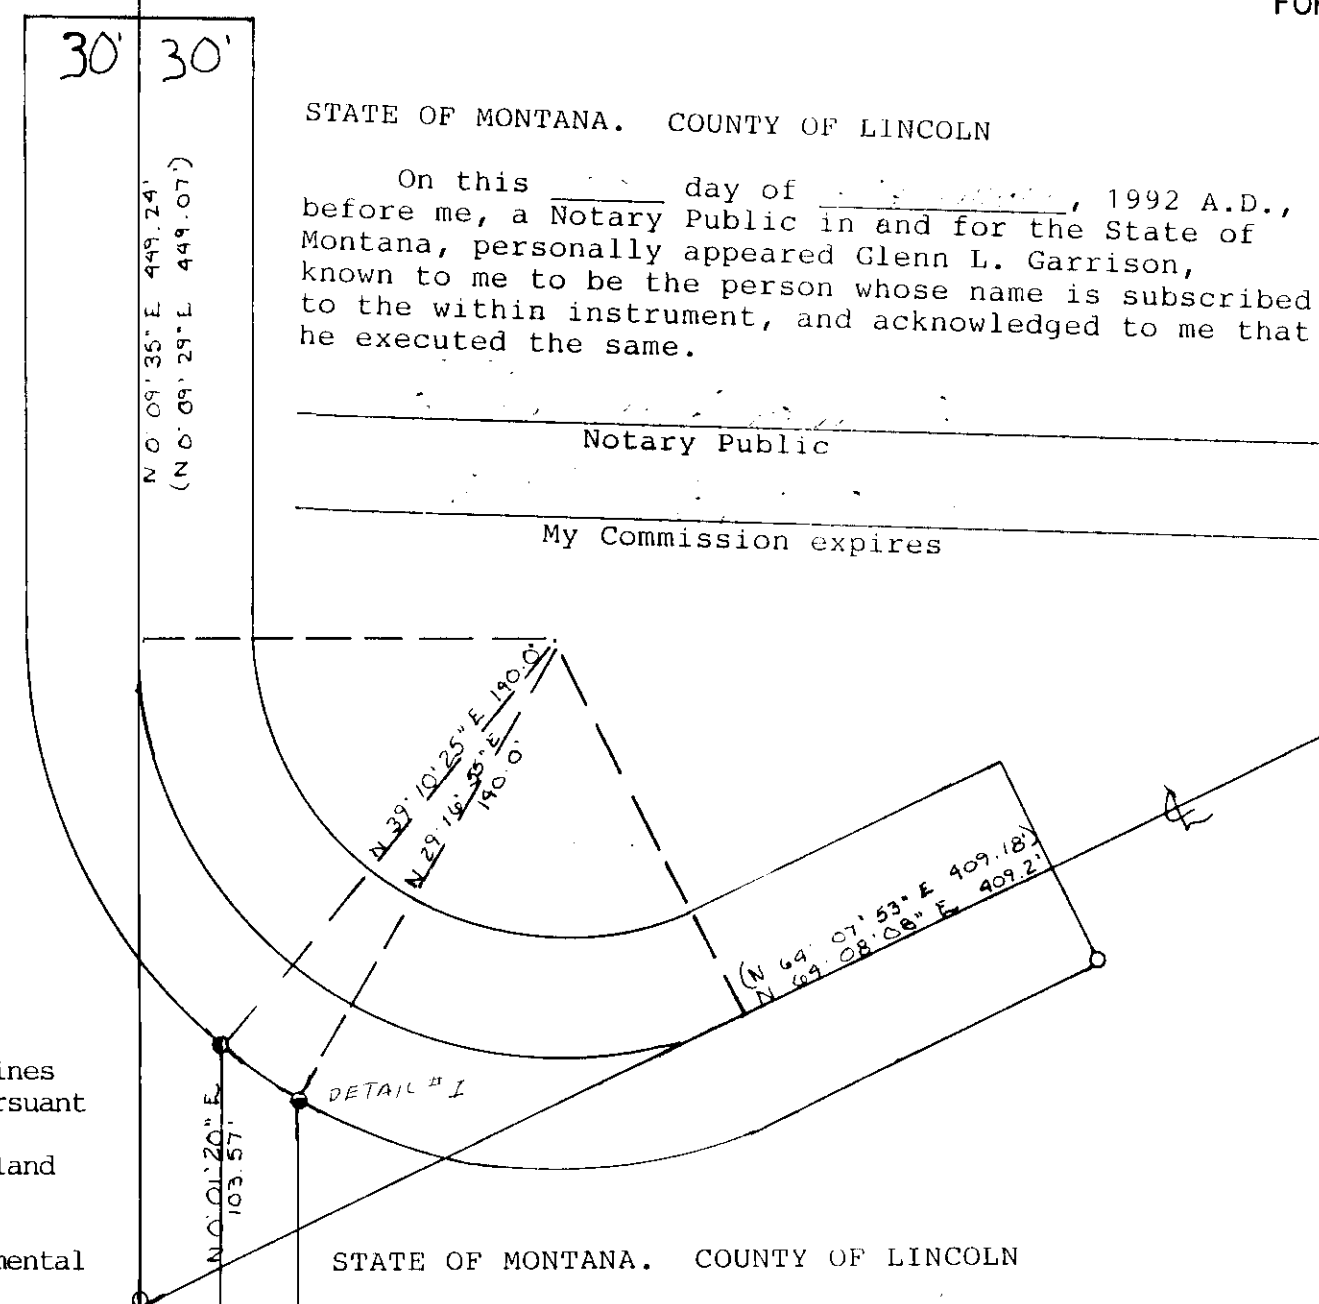 FOR
30' 30'
STATE OF MONTANA. COUNTY OF LINCOLN
On this day of , 1992 A.D.,
before me, a Notary Public in and for the State of
Montana, personally appeared Glenn L. Garrison,
known to me to be the person whose name is subscribed
to the within instrument, and acknowledged to me that
he executed the same.
Notary Public
My Commission expires
N 0° 09' 35" E 449.24'
(N 0° 09' 29" E 449.07')
N 39° 10' 25" E 190.0'
N 29° 16' 55" E
190.0'
(N 64° 07' 53" E 409.18')
N 64° 08' 08" E 409.2'
DETAIL # I
N 0° 01' 20" E
103.57'
ines
rsuant
land
mental
STATE OF MONTANA. COUNTY OF LINCOLN